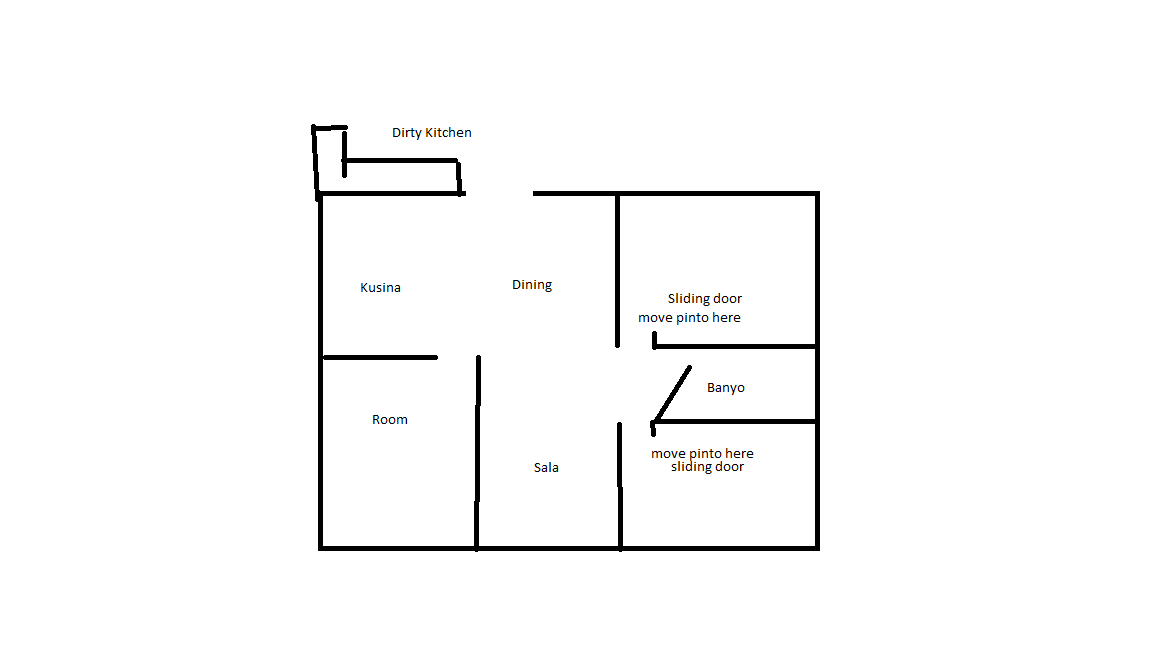 Dirty Kitchen
Kusina
Dining
Sliding door
move pinto here
Banyo
Room
Sala
move pinto here
sliding door